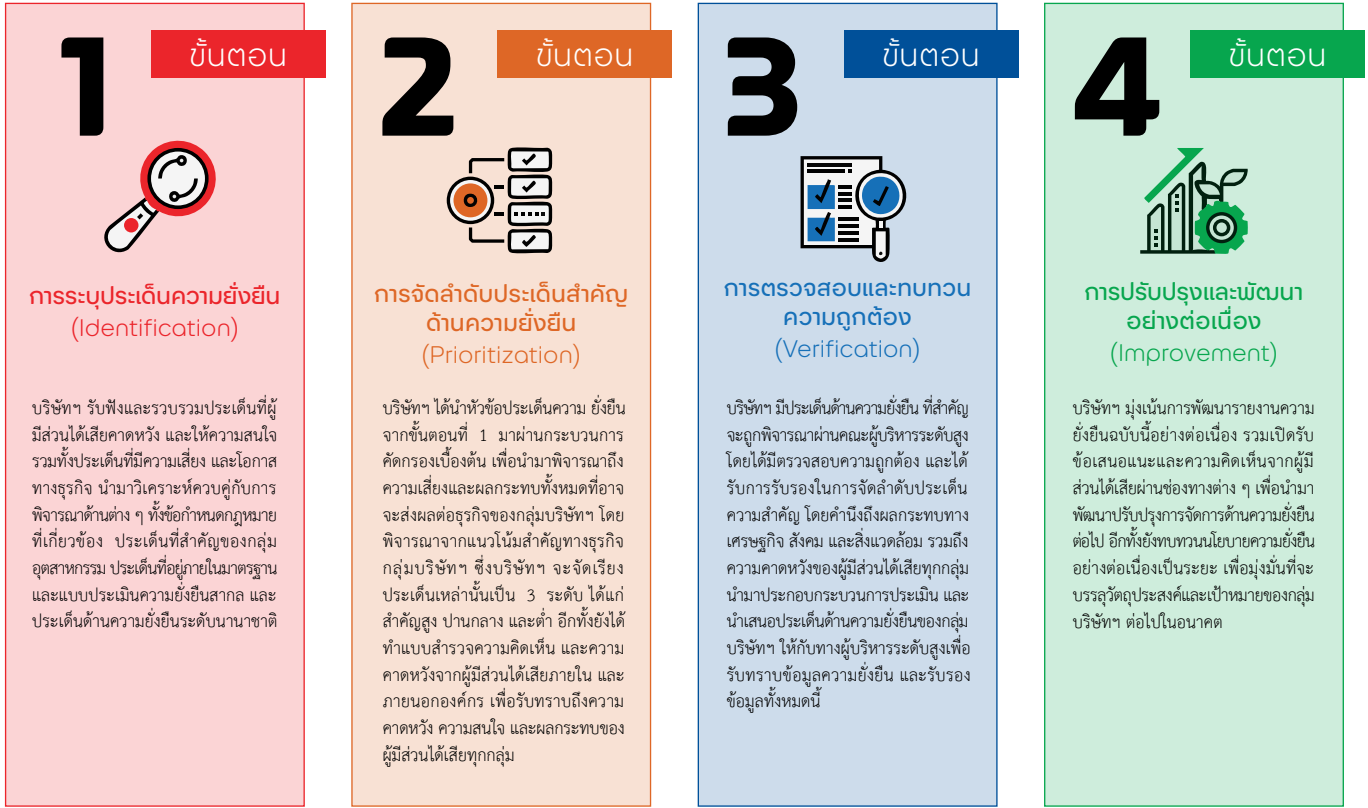 1
ขั้นตอน
การระบุประเด็นความยั่งยืน
(Identification)
บริษัทฯ รับฟังและรวบรวมประเด็นที่ผู้
มีส่วนได้เสียคาดหวัง และให้ความสนใจ
รวมทั้งประเด็นที่มีความเสี่ยง และโอกาส
ทางธุรกิจ นำมาวิเคราะห์ควบคู่กับการ
พิจารณาด้านต่าง ๆ ทั้งข้อกำหนดกฎหมาย
ที่เกี่ยวข้อง ประเด็นที่สำคัญของกลุ่ม
อุตสาหกรรม ประเด็นที่อยู่ภายในมาตรฐาน
และแบบประเมินความยั่งยืนสากล และ
ประเด็นด้านความยั่งยืนระดับนานาชาติ
2
ขั้นตอน
การจัดลำดับประเด็นสำคัญ
ด้านความยั่งยืน
(Prioritization)
บริษัทฯ ได้นำหัวข้อประเด็นความ ยั่งยืน
จากขั้นตอนที่ 1 มาผ่านกระบวนการ
คัดกรองเบื้องต้น เพื่อนำมาพิจารณาถึง
ความเสี่ยงและผลกระทบทั้งหมดที่อาจ
จะส่งผลต่อธุรกิจของกลุ่มบริษัทฯ โดย
พิจารณาจากแนวโน้มสำคัญทางธุรกิจ
กลุ่มบริษัทฯ ซึ่งบริษัทฯ จะจัดเรียง
ประเด็นเหล่านั้นเป็น 3 ระดับ ได้แก่
สำคัญสูง ปานกลาง และต่ำ อีกทั้งยังได้
ทำแบบสำรวจความคิดเห็น และความ
คาดหวังจากผู้มีส่วนได้เสียภายใน และ
ภายนอกองค์กร เพื่อรับทราบถึงความ
คาดหวัง ความสนใจ และผลกระทบของ
ผู้มีส่วนได้เสียทุกกลุ่ม
3
ขั้นตอน
การตรวจสอบและทบทวน
ความถูกต้อง
(Verification)
บริษัทฯ มีประเด็นด้านความยั่งยืน ที่สำคัญ
จะถูกพิจารณาผ่านคณะผู้บริหารระดับสูง
โดยได้มีตรวจสอบความถูกต้อง และได้
รับการรับรองในการจัดลำดับประเด็น
ความสำคัญ โดยคำนึงถึงผลกระทบทาง
เศรษฐกิจ สังคม และสิ่งแวดล้อม รวมถึง
ความคาดหวังของผู้มีส่วนได้เสียทุกกลุ่ม
นำมาประกอบกระบวนการประเมิน และ
นำเสนอประเด็นด้านความยั่งยืนของกลุ่ม
บริษัทฯ ให้กับทางผู้บริหารระดับสูงเพื่อ
รับทราบข้อมูลความยั่งยืน และรับรอง
ข้อมูลทั้งหมดนี้
4
ขั้นตอน
การปรับปรุงและพัฒนา
อย่างต่อเนื่อง
(Improvement)
บริษัทฯ มุ่งเน้นการพัฒนารายงานความ
ยั่งยืนฉบับนี้อย่างต่อเนื่อง รวมเปิดรับ
ข้อเสนอแนะและความคิดเห็นจากผู้มี
ส่วนได้เสียผ่านช่องทางต่าง ๆ เพื่อนำมา
พัฒนาปรับปรุงการจัดการด้านความยั่งยืน
ต่อไป อีกทั้งยังทบทวนนโยบายความยั่งยืน
อย่างต่อเนื่องเป็นระยะ เพื่อมุ่งมั่นที่จะ
บรรลุวัตถุประสงค์และเป้าหมายของกลุ่ม
บริษัทฯ ต่อไปในอนาคต